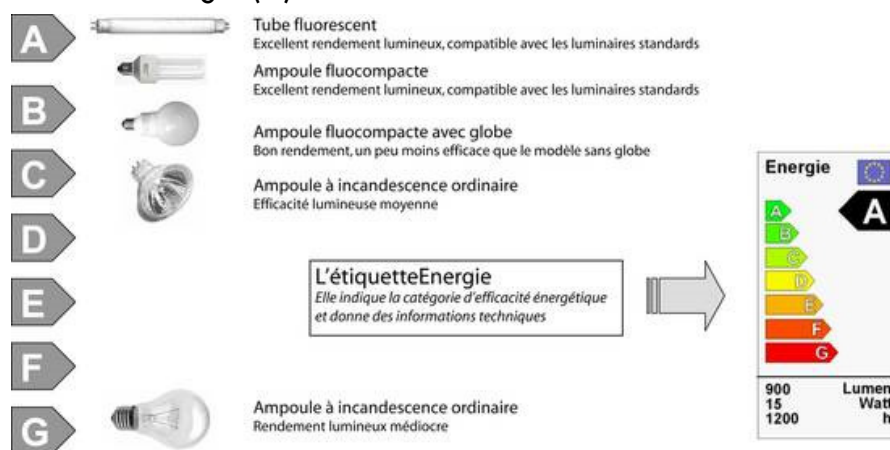 A
Tube fluorescent
Excellent rendement lumineux, compatible avec les luminaires standards
Ampoule fluocompacte
Excellent rendement lumineux, compatible avec les luminaires standards
B
Ampoule fluocompacte avec globe
Bon rendement, un peu moins efficace que le modèle sans globe
C
Ampoule à incandescence ordinaire
Efficacité lumineuse moyenne
D
E
F
G
L'étiquetteEnergie
Elle indique la catégorie d'efficacité énergétique
et donne des informations techniques
Ampoule à incandescence ordinaire
Rendement lumineux médiocre
Energie
A
A
B
C
D
E
F
G
900 Lumen
15 Watt
1200 h